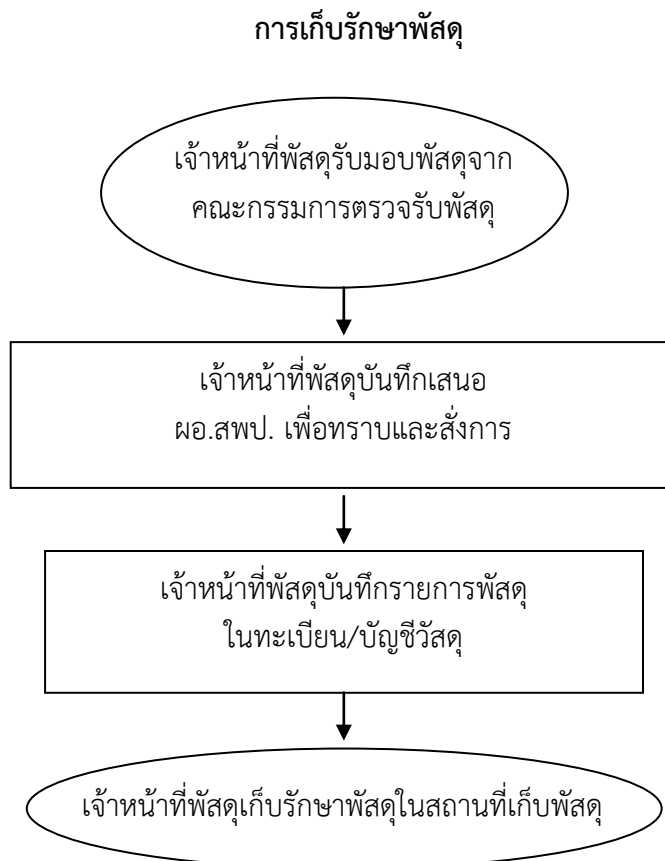 การเก็บรักษาพัสดุ
เจ้าหน้าที่พัสดุรับมอบพัสดุจาก
คณะกรรมการตรวจรับพัสดุ
เจ้าหน้าที่พัสดุบันทึกเสนอ
ผอ.สพป. เพื่อทราบและสั่งการ
เจ้าหน้าที่พัสดุบันทึกรายการพัสดุ
ในทะเบียน/บัญชีวัสดุ
เจ้าหน้าที่พัสดุเก็บรักษาพัสดุในสถานที่เก็บพัสดุ